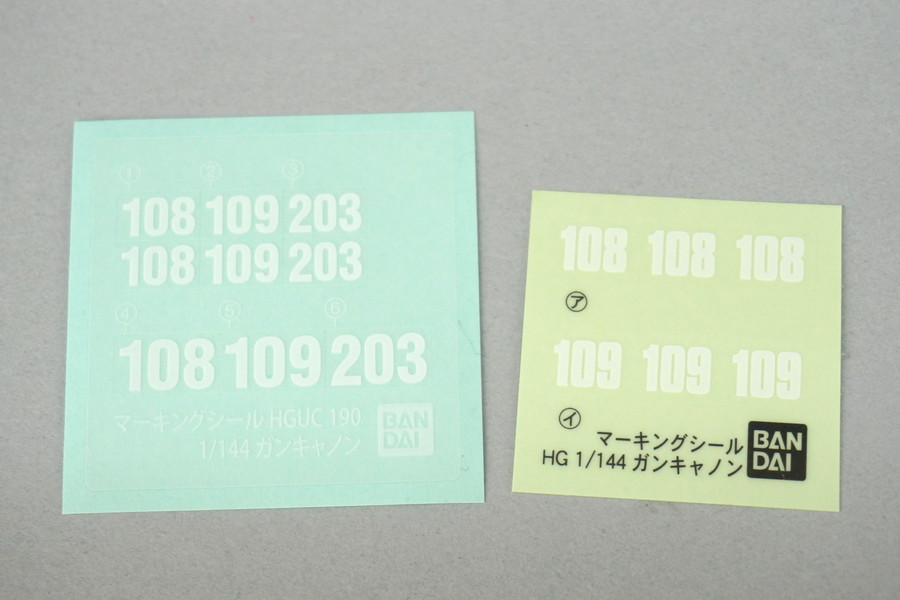 ① ② ③
108 109 203
108 109 203
④ ⑤ ⑥
108 109 203
マーキングシール HGUC 190
1/144 ガンキャノン
BAN
DAI
108 108 108
㋐
109 109 109
㋑
マーキングシール
HG 1/144 ガンキャノン
BAN
DAI